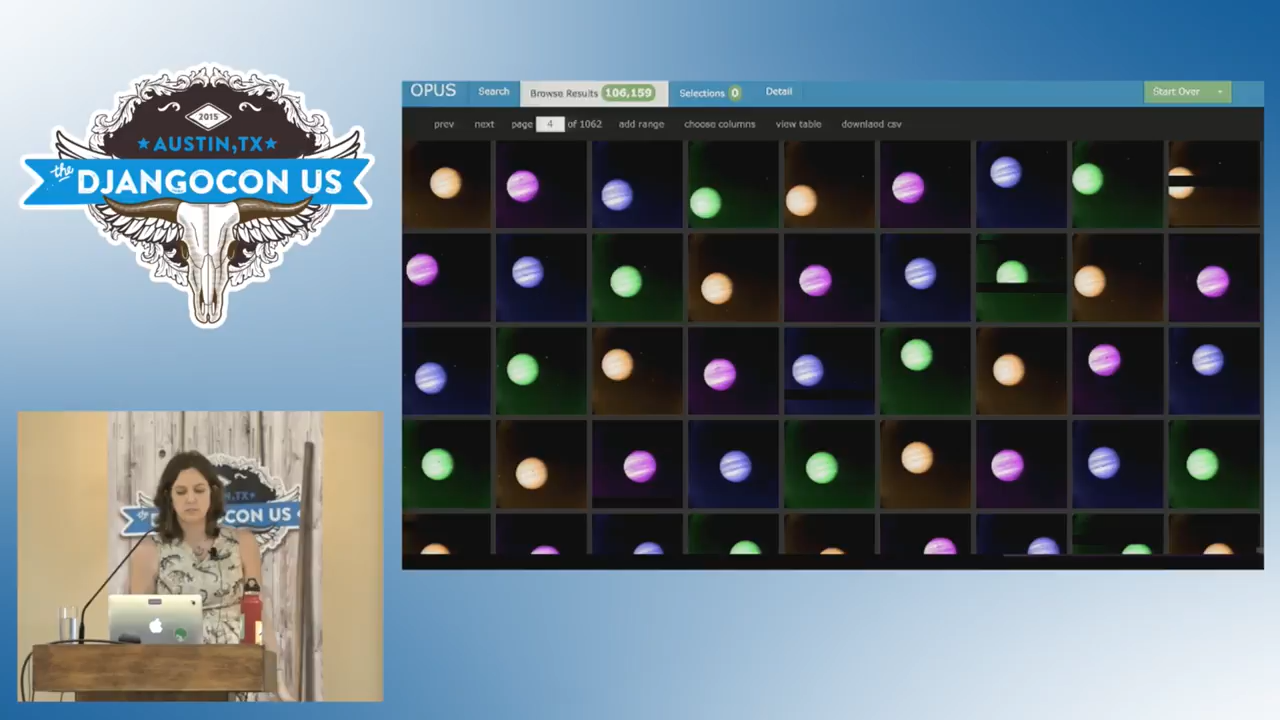 2015
AUSTIN, TX
the
DJANGOCON US
OPUS Search Browse Results 106,159 Selections 0 Detail Start Over
prev next page 4 of 1062 add range choose columns view table download csv
N, TX
CON US